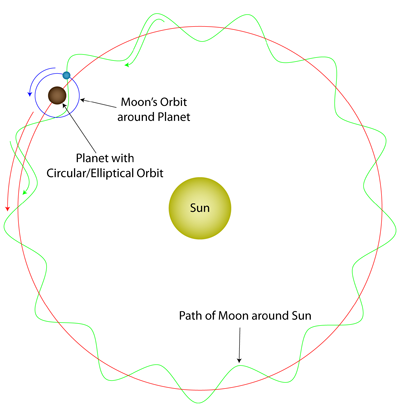 Moon's Orbit
around Planet
Planet with
Circular/Elliptical Orbit
Sun
Path of Moon around Sun